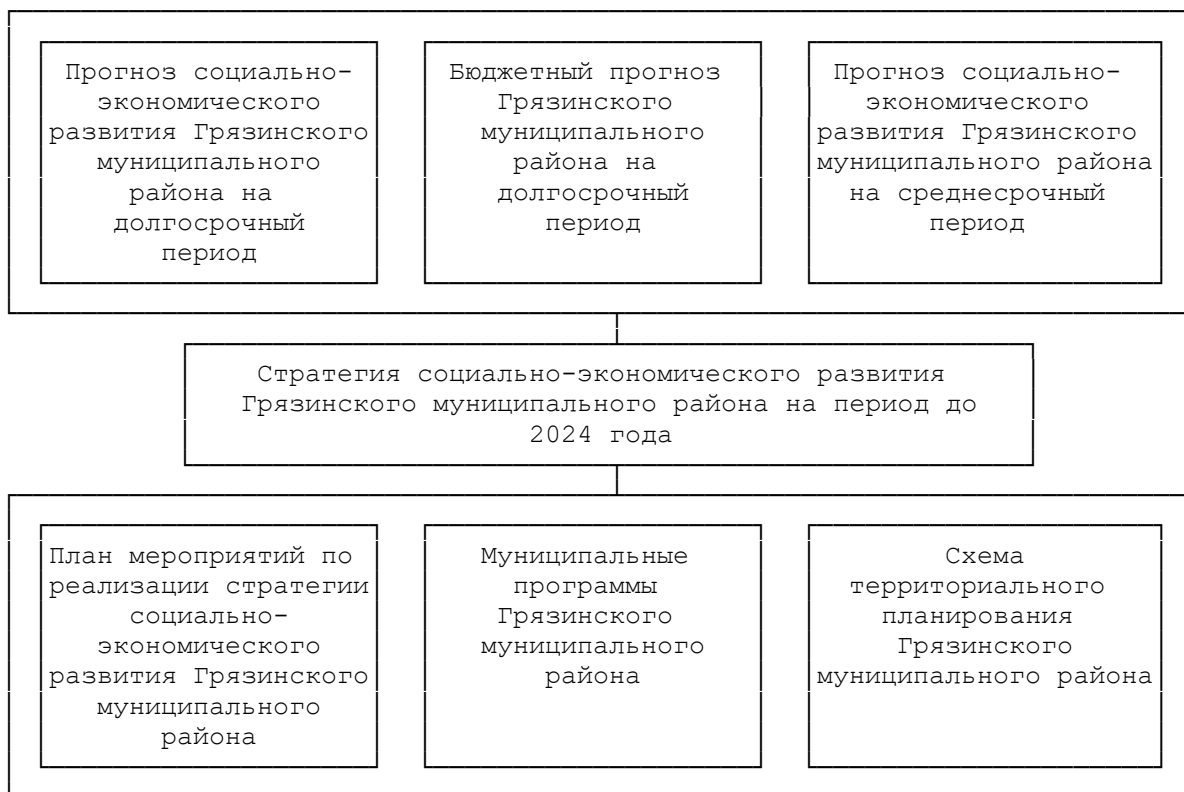 Прогноз социально-
экономического
развития Грязинского
муниципального
района на
долгосрочный
период
Бюджетный прогноз
Грязинского
муниципального
района на
долгосрочный
период
Прогноз социально-
экономического
развития Грязинского
муниципального района
на среднесрочный
период
Стратегия социально-экономического развития
Грязинского муниципального района на период до
2024 года
План мероприятий по
реализации стратегии
социально-
экономического
развития Грязинского
муниципального
района
Муниципальные
программы
Грязинского
муниципального
района
Схема
территориального
планирования
Грязинского
муниципального района